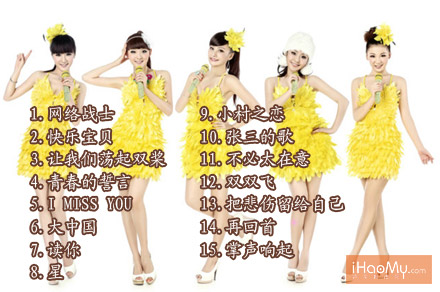 1.网络战士
2.快乐宝贝
3.让我们荡起双桨
4.青春的誓言
5.I MISS YOU
6.大中国
7.读你
8.星
9.小村之恋
10.张三的歌
11.不必太在意
12.双双飞
13.把悲伤留给自己
14.再回首
15.掌声响起
iHaoMy.com